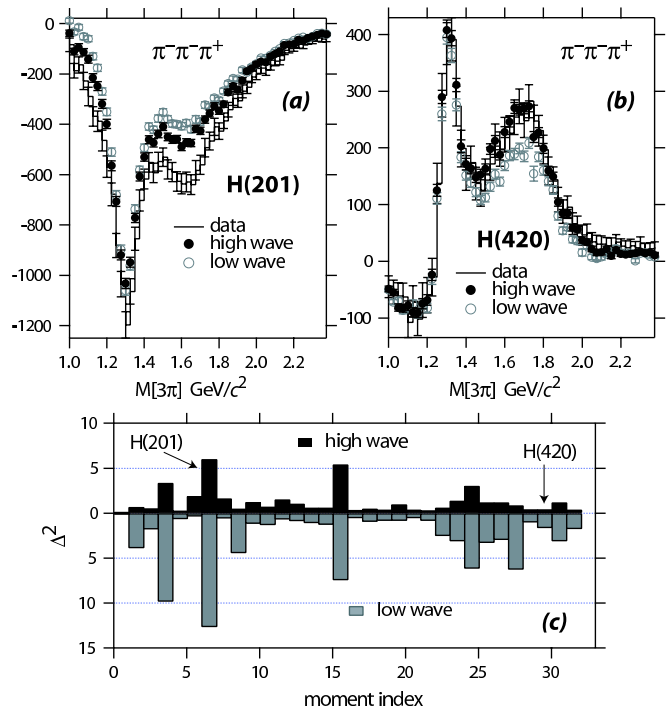 0
-200
-400
-600
-800
-1000
-1200
π⁻π⁻π⁺
(a)
H(201)
data
high wave
low wave
1.0 1.4 1.6 1.8 2.0 2.2
M[3π] GeV/c²
400
300
200
100
0
-100
π⁻π⁻π⁺
(b)
H(420)
data
high wave
low wave
1.0 1.2 1.4 1.6 1.8 2.0 2.2
M[3π] GeV/c²
10
5
0
5
10
15
Δ²
H(201)
high wave
H(420)
low wave
(c)
0 5 10 15 20 25 30
moment index